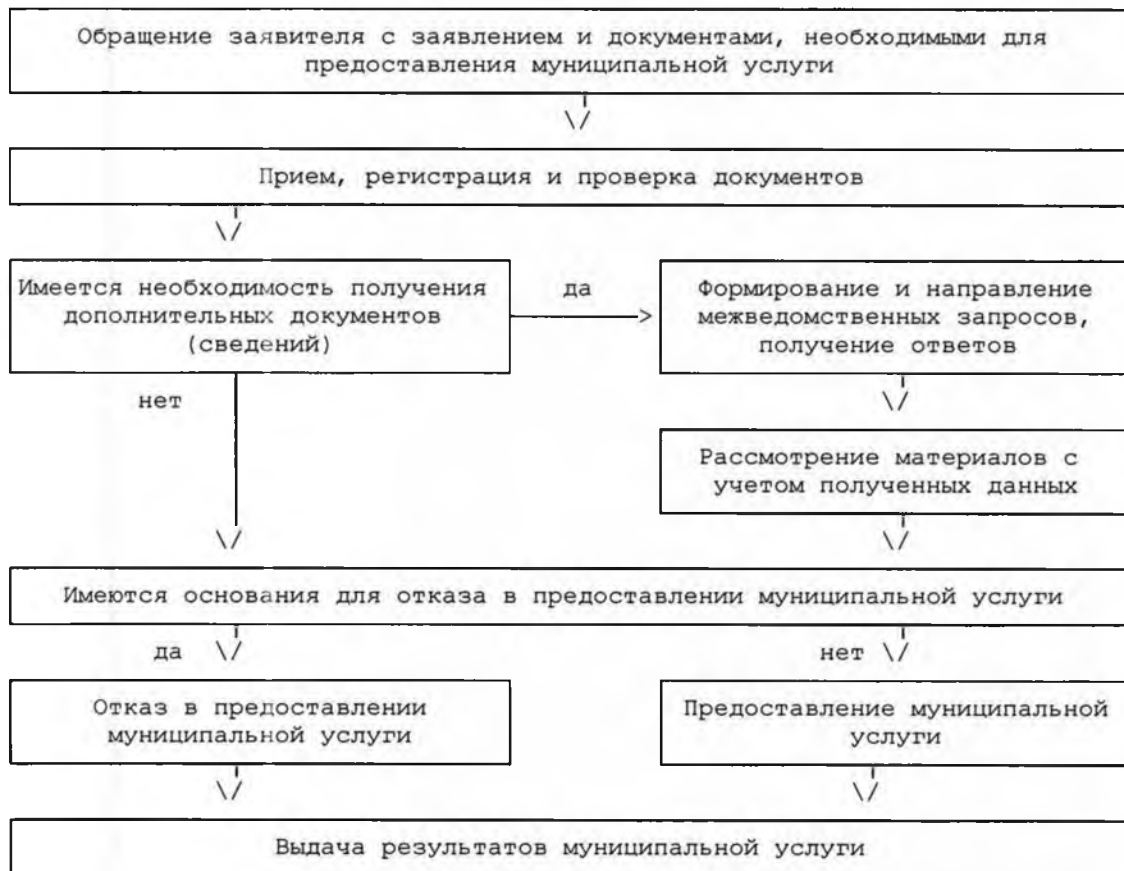 Обращение заявителя с заявлением и документами, необходимыми для
предоставления муниципальной услуги
\/
Прием, регистрация и проверка документов
\/
Имеется необходимость получения
дополнительных документов
(сведений)
да
>
Формирование и направление
межведомственных запросов,
получение ответов
нет
\/
Рассмотрение материалов с
учетом полученных данных
\/
\/
Имеются основания для отказа в предоставлении муниципальной услуги
да \/
нет \/
Отказ в предоставлении
муниципальной услуги
Предоставление муниципальной
услуги
\/
\/
Выдача результатов муниципальной услуги